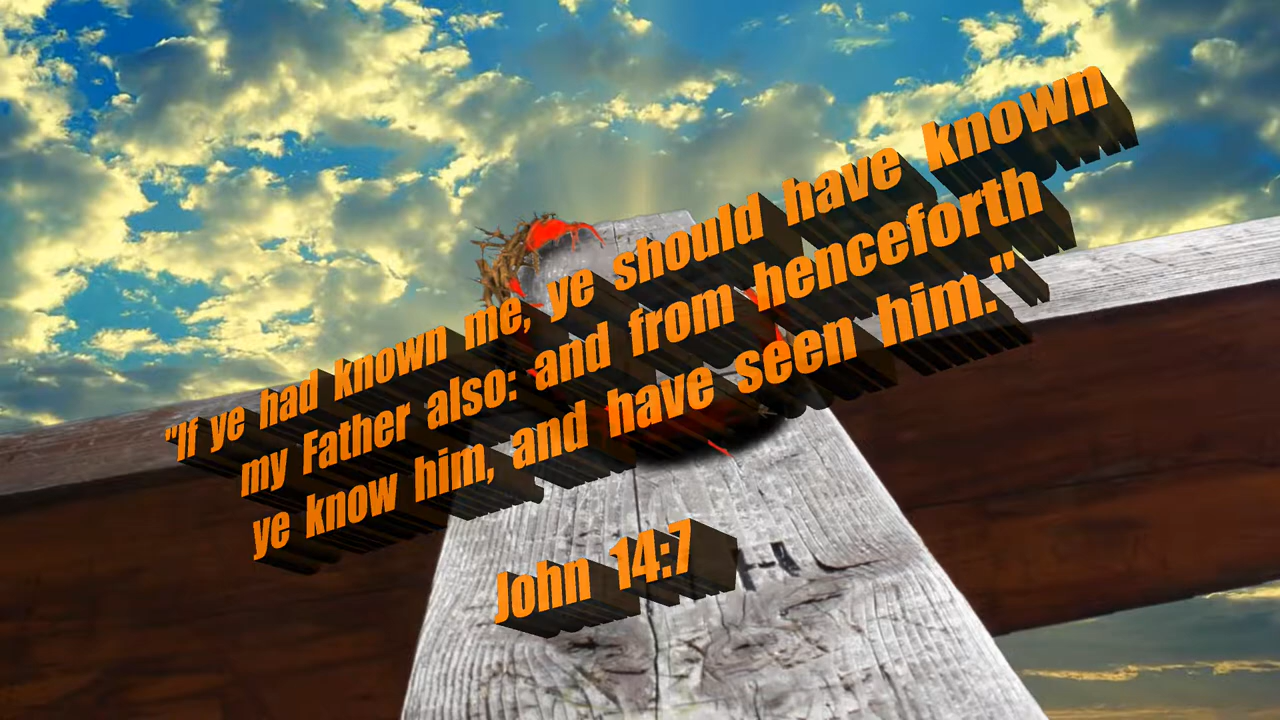 "If ye had known me, ye should have known
my Father also: and from henceforth
ye know him, and have seen him."
John 14:7